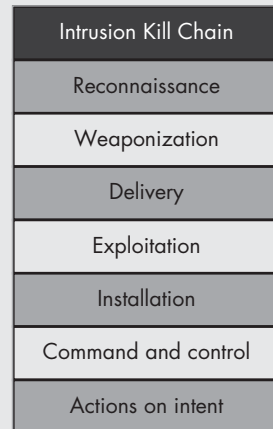 Intrusion Kill Chain
Reconnaissance
Weaponization
Delivery
Exploitation
Installation
Command and control
Actions on intent